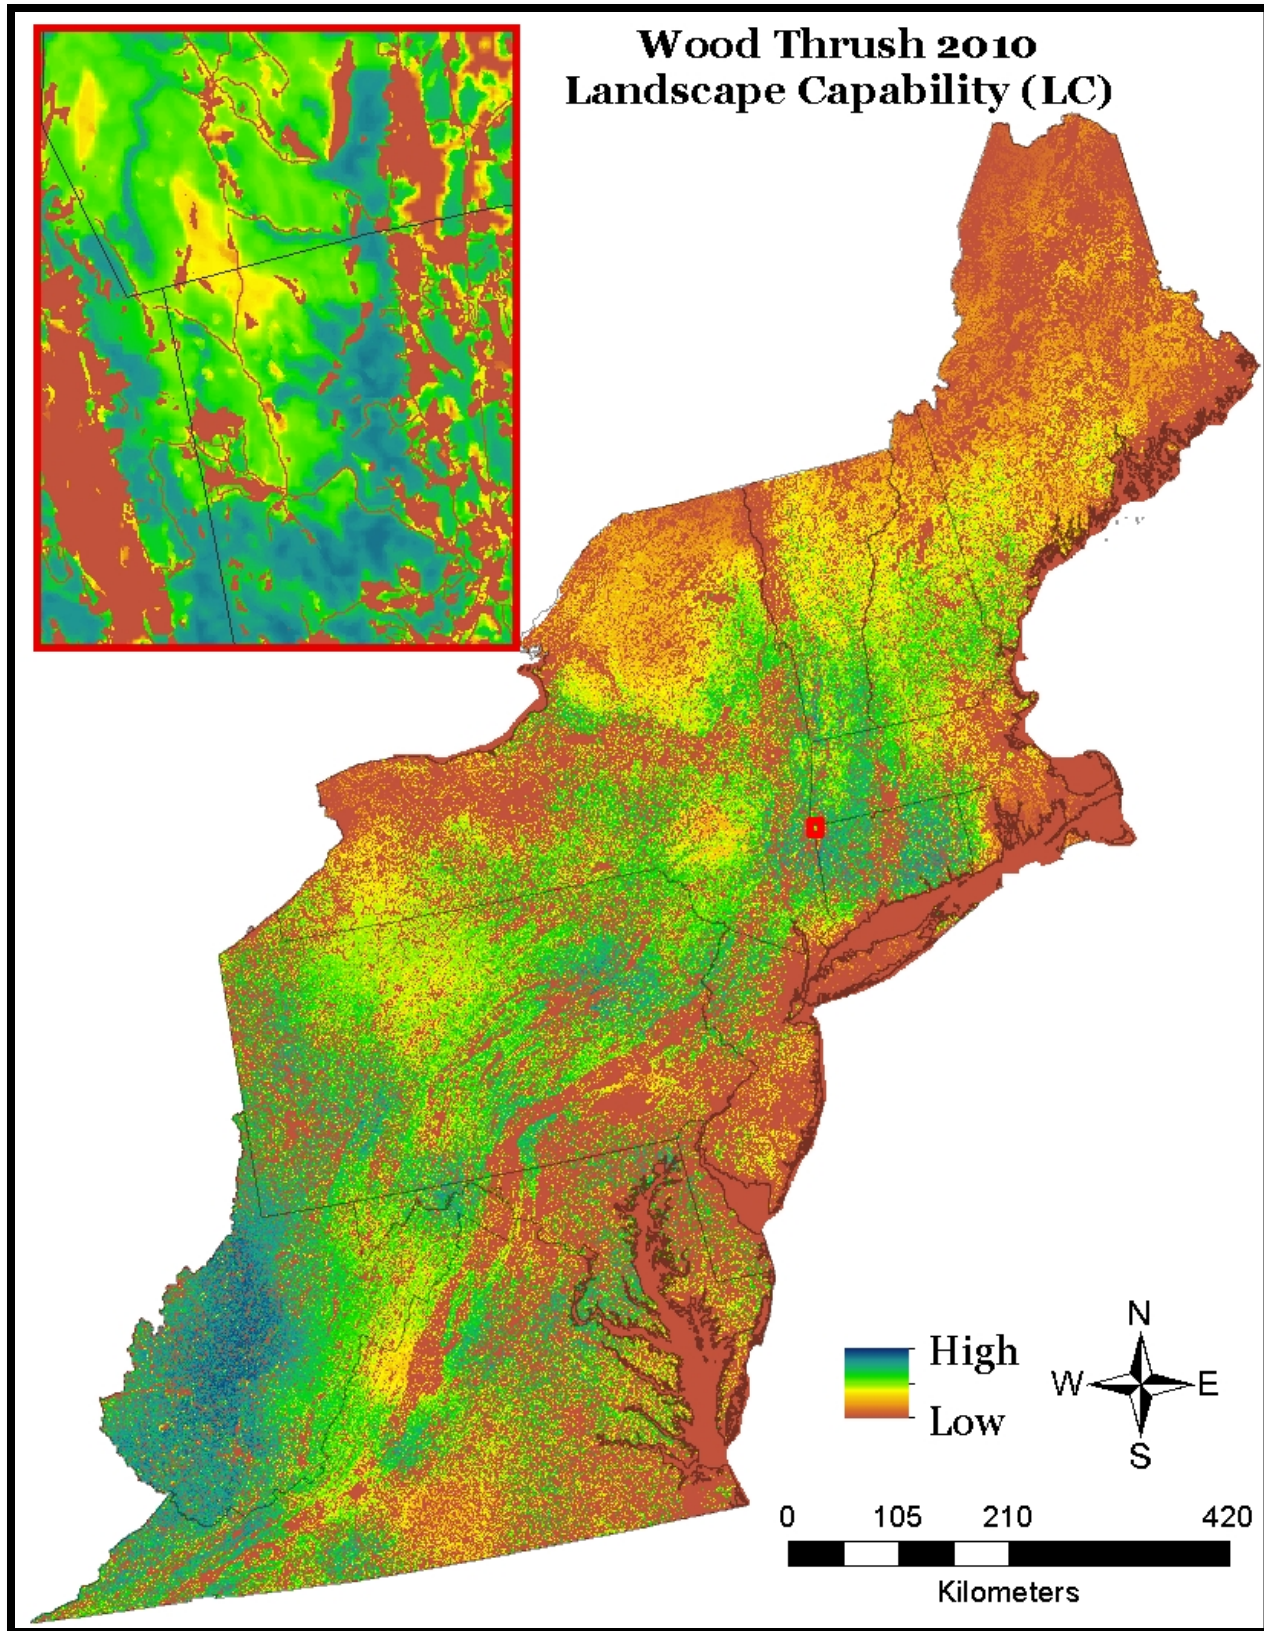 Wood Thrush 2010
Landscape Capability (LC)
High
Low
N
W E
S
0 105 210 420
Kilometers